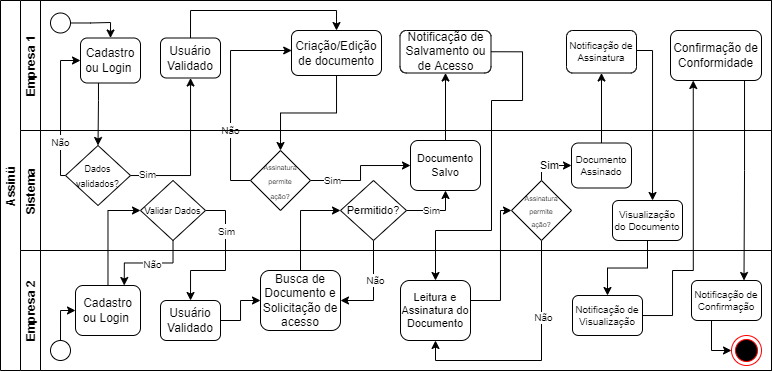 Assinü
Empresa 1
Cadastro
ou Login
Usuário
Validado
Criação/Edição
de documento
Notificação de
Salvamento ou
de Acesso
Notificação de
Assinatura
Confirmação de
Conformidade
Não
Não
Sistema
Dados
validados?
Sim
Assinatura
permite
ação?
Sim
Documento
Salvo
Sim
Documento
Assinado
Validar Dados
Sim
Permitido?
Sim
Assinatura
permite
ação?
Visualização
do Documento
Não
Não
Empresa 2
Cadastro
ou Login
Usuário
Validado
Busca de
Documento e
Solicitação de
acesso
Leitura e
Assinatura do
Documento
Não
Notificação de
Visualização
Notificação de
Confirmação